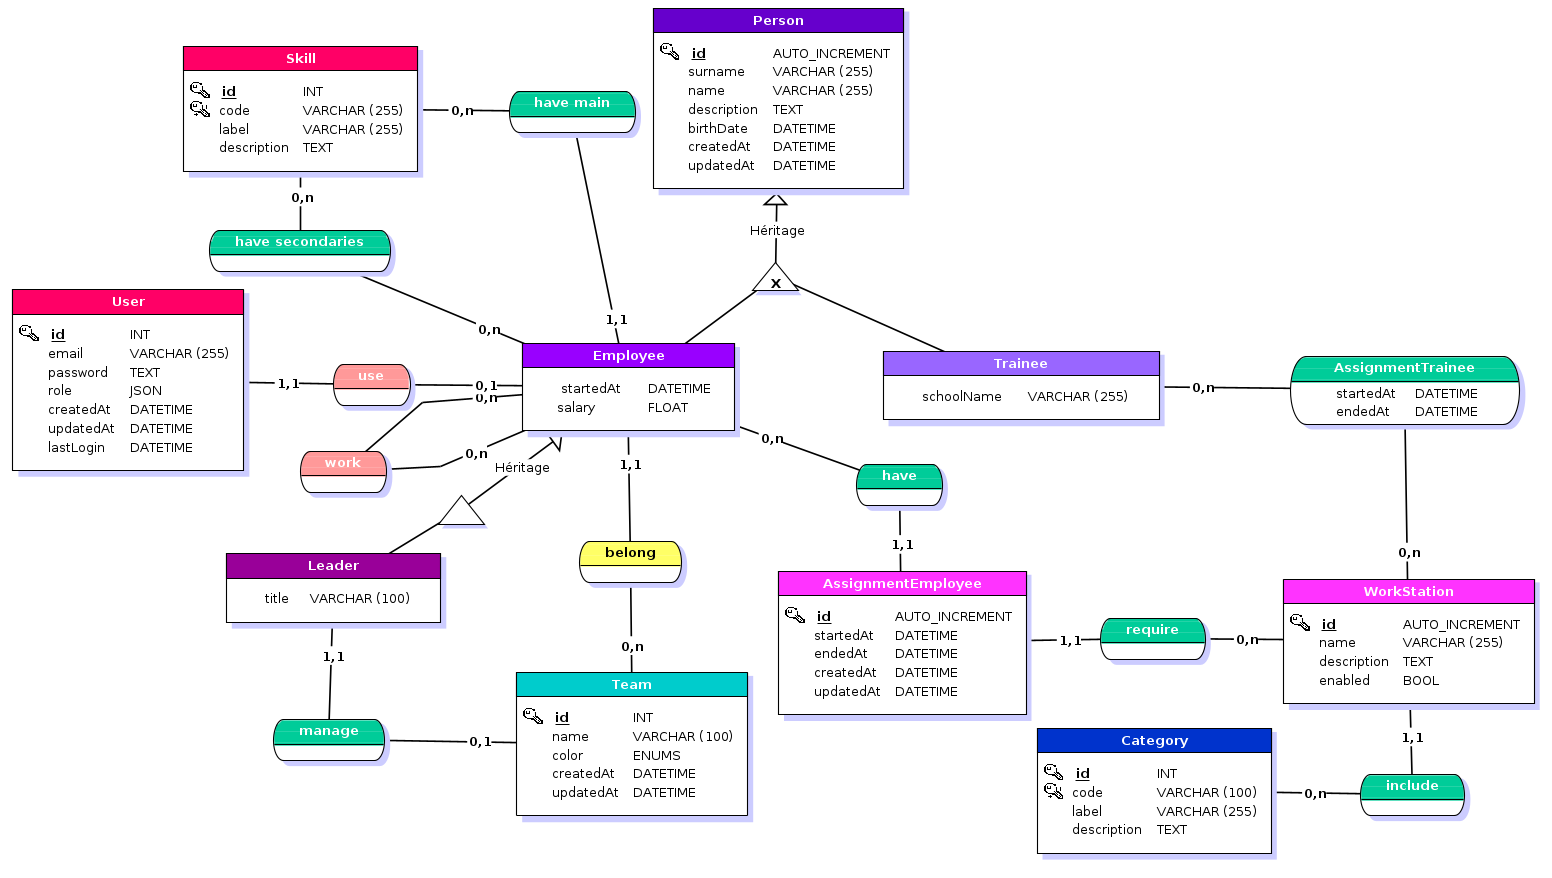 Person
id AUTO_INCREMENT
surname VARCHAR (255)
name VARCHAR (255)
description TEXT
birthDate DATETIME
createdAt DATETIME
updatedAt DATETIME
Skill
id INT
code VARCHAR (255)
label VARCHAR (255)
description TEXT
0,n
have main
1,1
0,n
have secondaries
0,n
Héritage
X
User
id INT
email VARCHAR (255)
password TEXT
role JSON
createdAt DATETIME
updatedAt DATETIME
lastLogin DATETIME
1,1
use
0,1
0,n
work
0,n
Employee
startedAt DATETIME
salary FLOAT
Trainee
schoolName VARCHAR (255)
0,n
AssignmentTrainee
startedAt DATETIME
endedAt DATETIME
0,n
Héritage
1,1
0,n
have
1,1
belong
0,n
Leader
title VARCHAR (100)
1,1
manage
0,1
Team
id INT
name VARCHAR (100)
color ENUMS
createdAt DATETIME
updatedAt DATETIME
AssignmentEmployee
id AUTO_INCREMENT
startedAt DATETIME
endedAt DATETIME
createdAt DATETIME
updatedAt DATETIME
1,1
require
0,n
WorkStation
id AUTO_INCREMENT
name VARCHAR (255)
description TEXT
enabled BOOL
1,1
include
0,n
Category
id INT
code VARCHAR (100)
label VARCHAR (255)
description TEXT